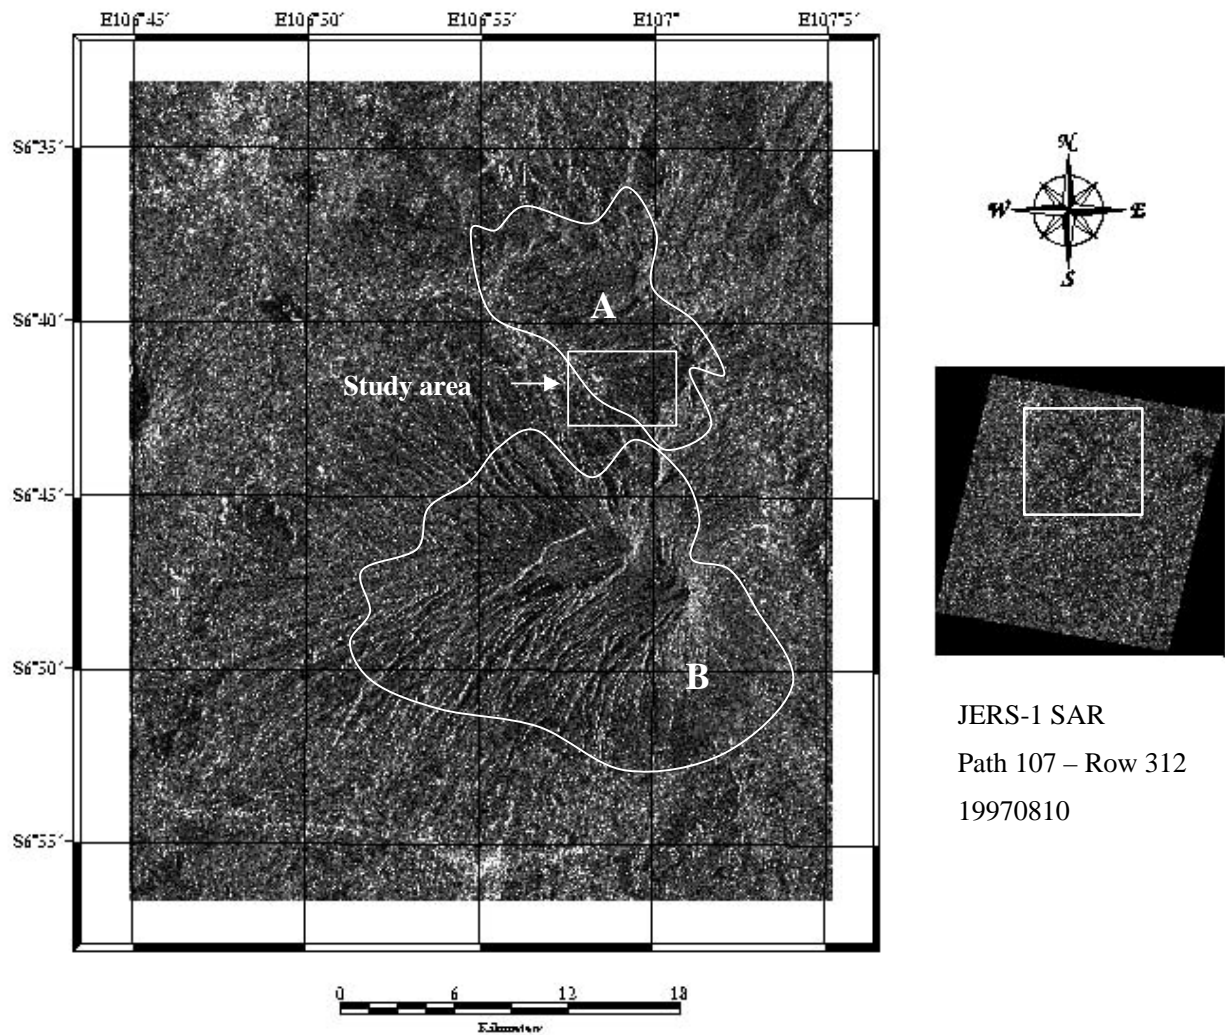 E106°45´ E106°50´ E106°55´ E107° E107°5´
S6°35´
S6°40´
S6°45´
S6°50´
S6°55´
A
Study area
B
N
W E
S
JERS-1 SAR
Path 107 – Row 312
19970810
0 6 12 18
Kilometers